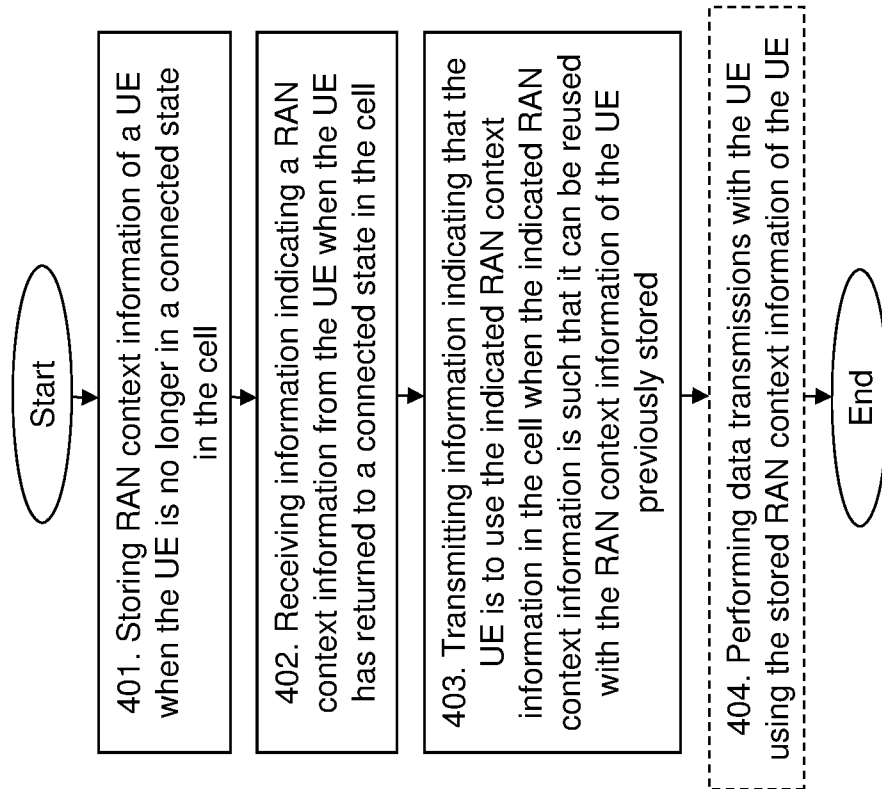 Start
401. Storing RAN context information of a UE
when the UE is no longer in a connected state
in the cell
402. Receiving information indicating a RAN
context information from the UE when the UE
has returned to a connected state in the cell
403. Transmitting information indicating that the
UE is to use the indicated RAN context
information in the cell when the indicated RAN
context information is such that it can be reused
with the RAN context information of the UE
previously stored
404. Performing data transmissions with the UE
using the stored RAN context information of the UE
End